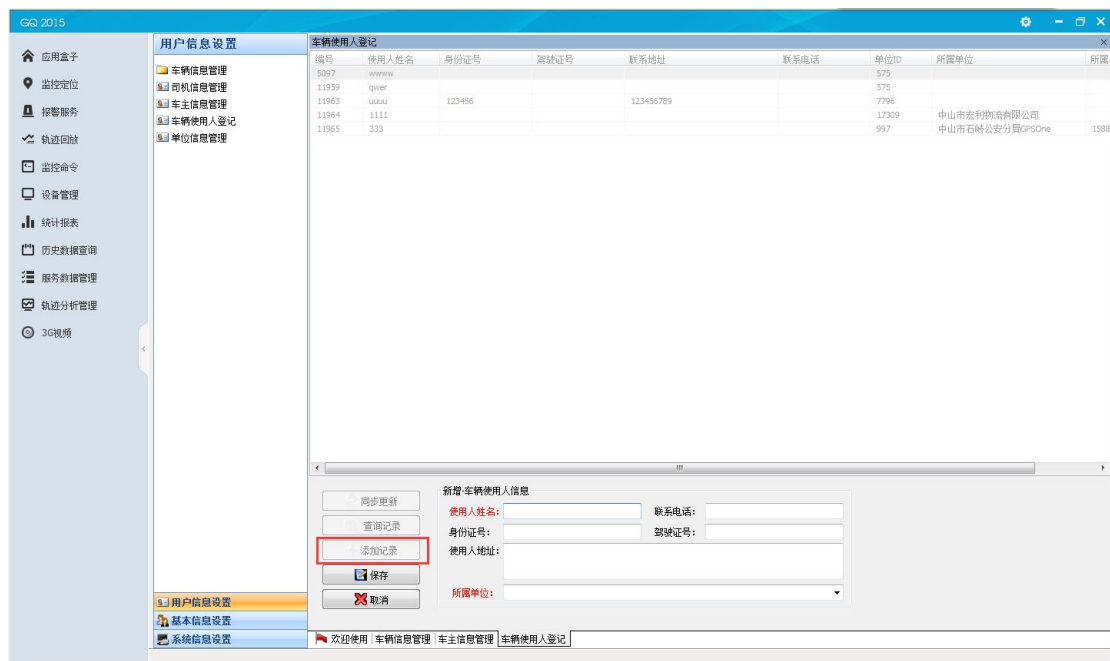 GQ 2015
应用盒子
监控定位
报警服务
轨迹回放
监控命令
设备管理
统计报表
历史数据查询
服务数据管理
轨迹分析管理
3G视频
用户信息设置
车辆信息管理
司机信息管理
车主信息管理
车辆使用人登记
单位信息管理
用户信息设置
基本信息设置
系统信息设置
车辆使用人登记
编号 使用人姓名 身份证号 驾驶证号 联系地址 联系电话 单位ID 所属单位 所属
5097 wwww 575
11959 qwer 575
11963 uuuu 123456 123456789 7796
11964 1111 17309 中山市宏利物流有限公司
11965 333 997 中山市石岐公安分局GPSOne 1588
同步更新
查询记录
添加记录
保存
取消
新增-车辆使用人信息
使用人姓名: 联系电话:
身份证号: 驾驶证号:
使用人地址:
所属单位:
欢迎使用 车辆信息管理 车主信息管理 车辆使用人登记